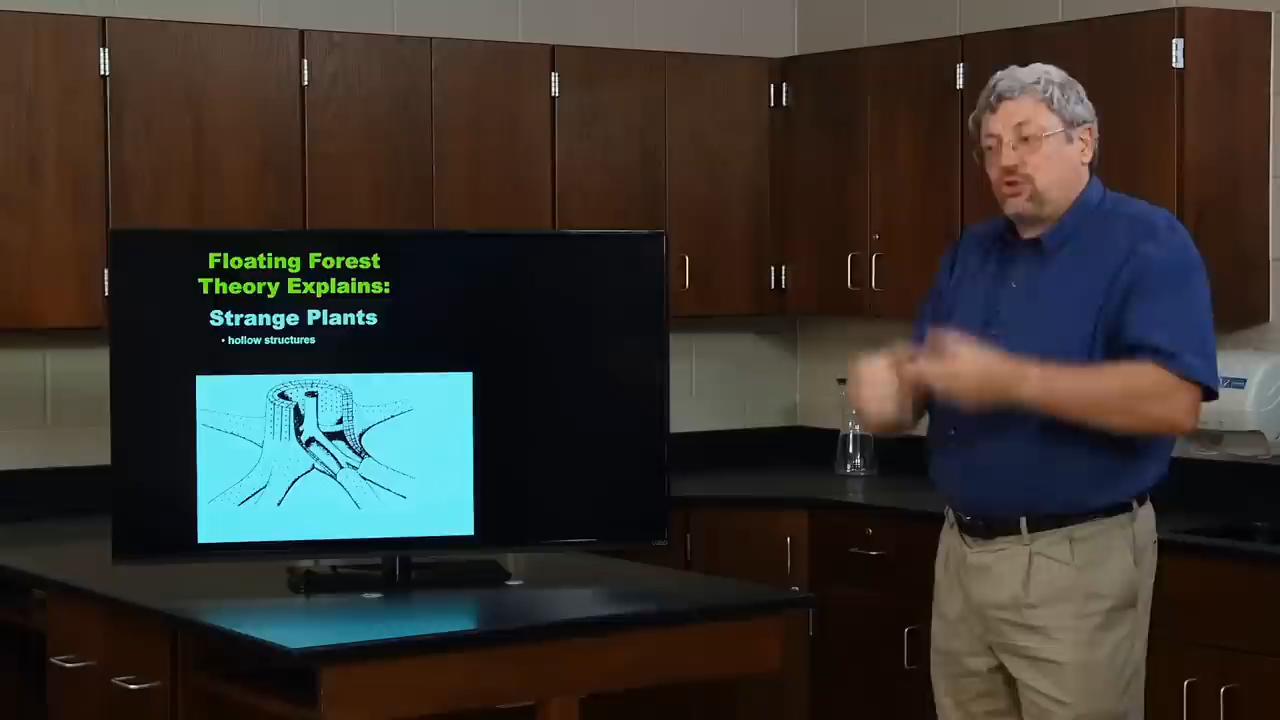 Floating Forest
Theory Explains:
Strange Plants
• hollow structures